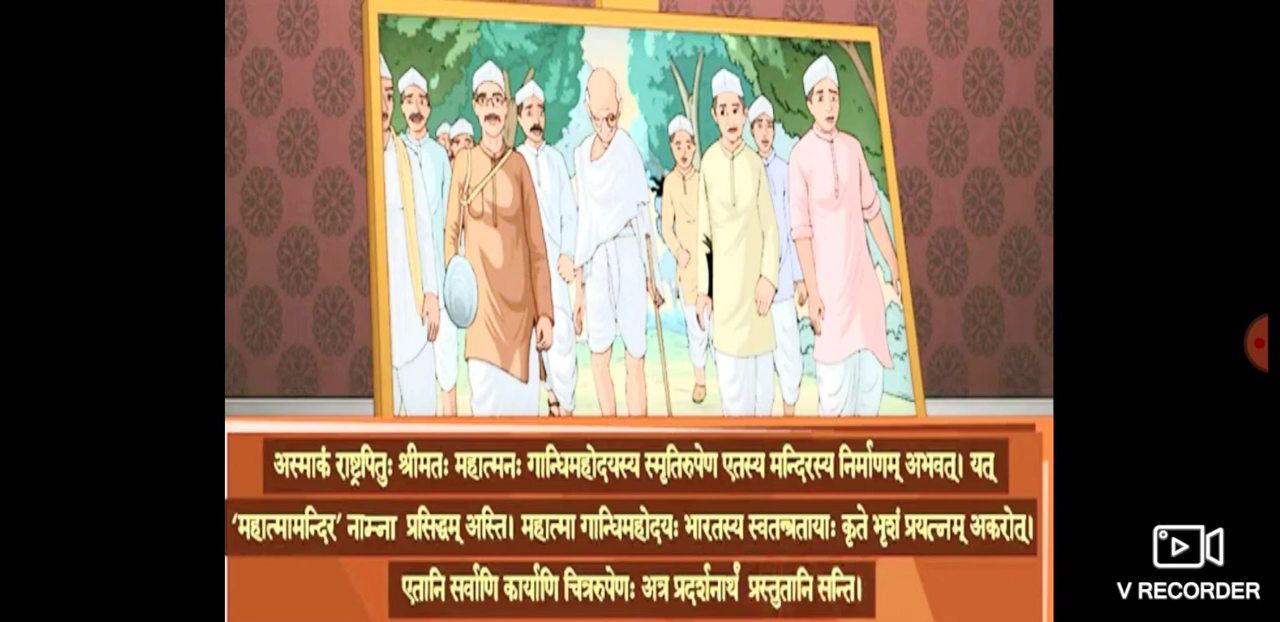 अस्माकं राष्ट्रपितुः श्रीमतः महात्मनः गान्धिमहोदयस्य स्मृतिरुपेण एतस्य मन्दिरस्य निर्माणम् अभवत्। यत्
'महात्मामन्दिर' नाम्ना प्रसिद्धम् अस्ति। महात्मा गान्धिमहोदयः भारतस्य स्वतन्त्रतायाः कृते भृशं प्रयत्नम् अकरोत्।
एतानि सर्वाणि कार्याणि चित्ररुपेणः अत्र प्रदर्शनार्थं प्रस्तुतानि सन्ति।
V RECORDER